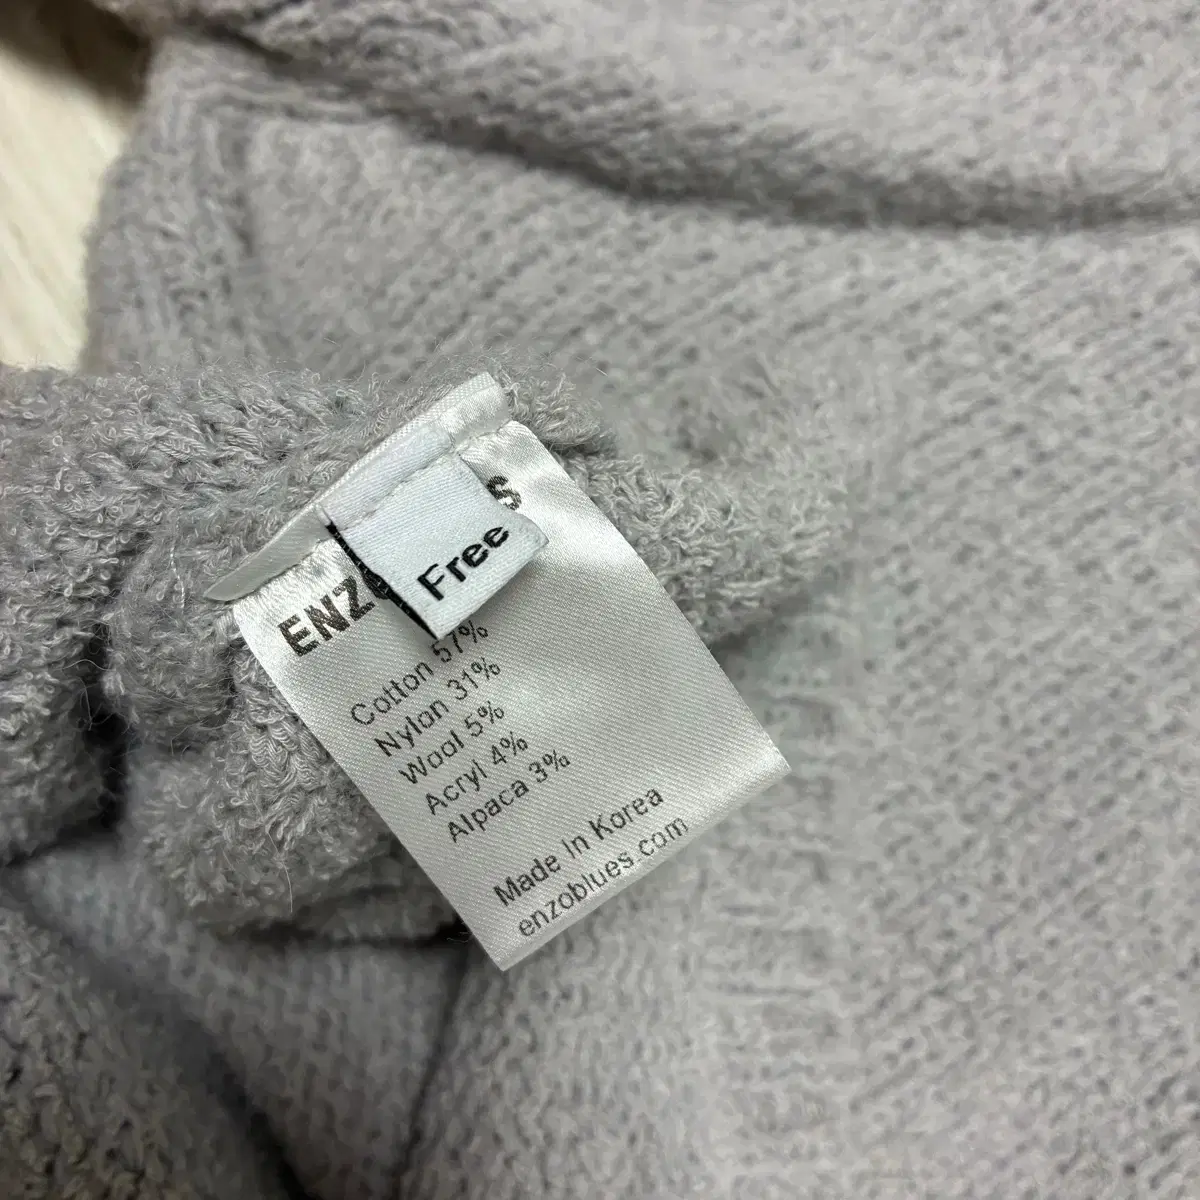 Free
ENZO
Cotton 57%
Nylon 31%
Wool 5%
Acryl 4%
Alpaca 3%
Made In Korea
enzoblues.com